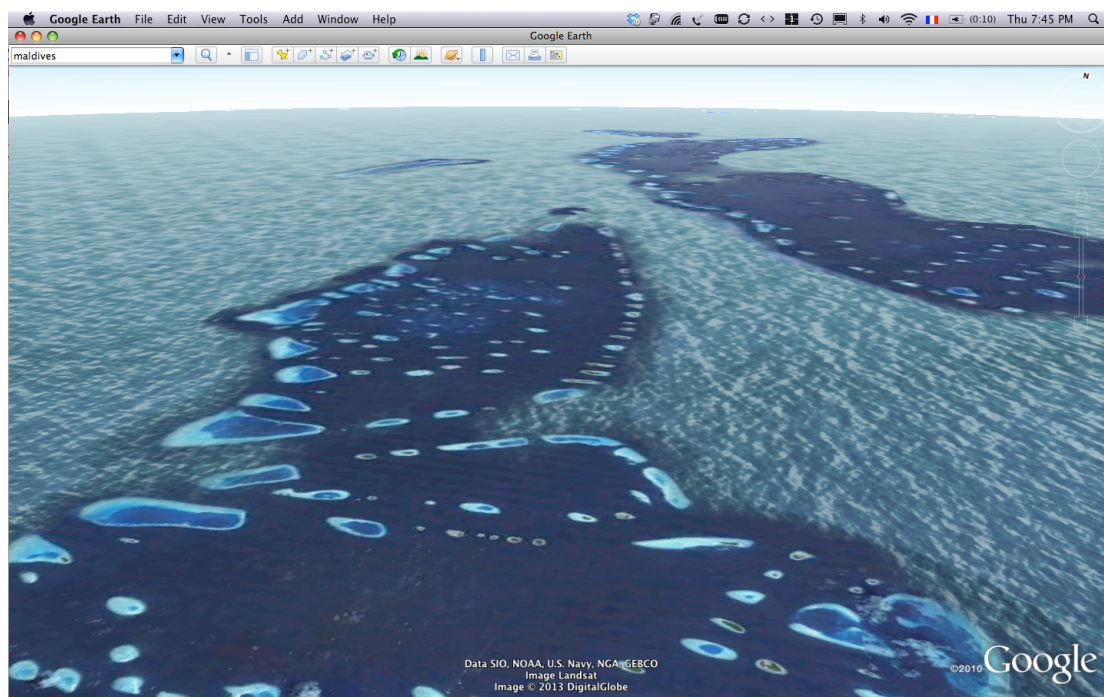 Google Earth File Edit View Tools Add Window Help (0:10) Thu 7:45 PM
Google Earth
maldives
N
Data SIO, NOAA, U.S. Navy, NGA, GEBCO
Image Landsat
Image © 2013 DigitalGlobe
©2010 Google